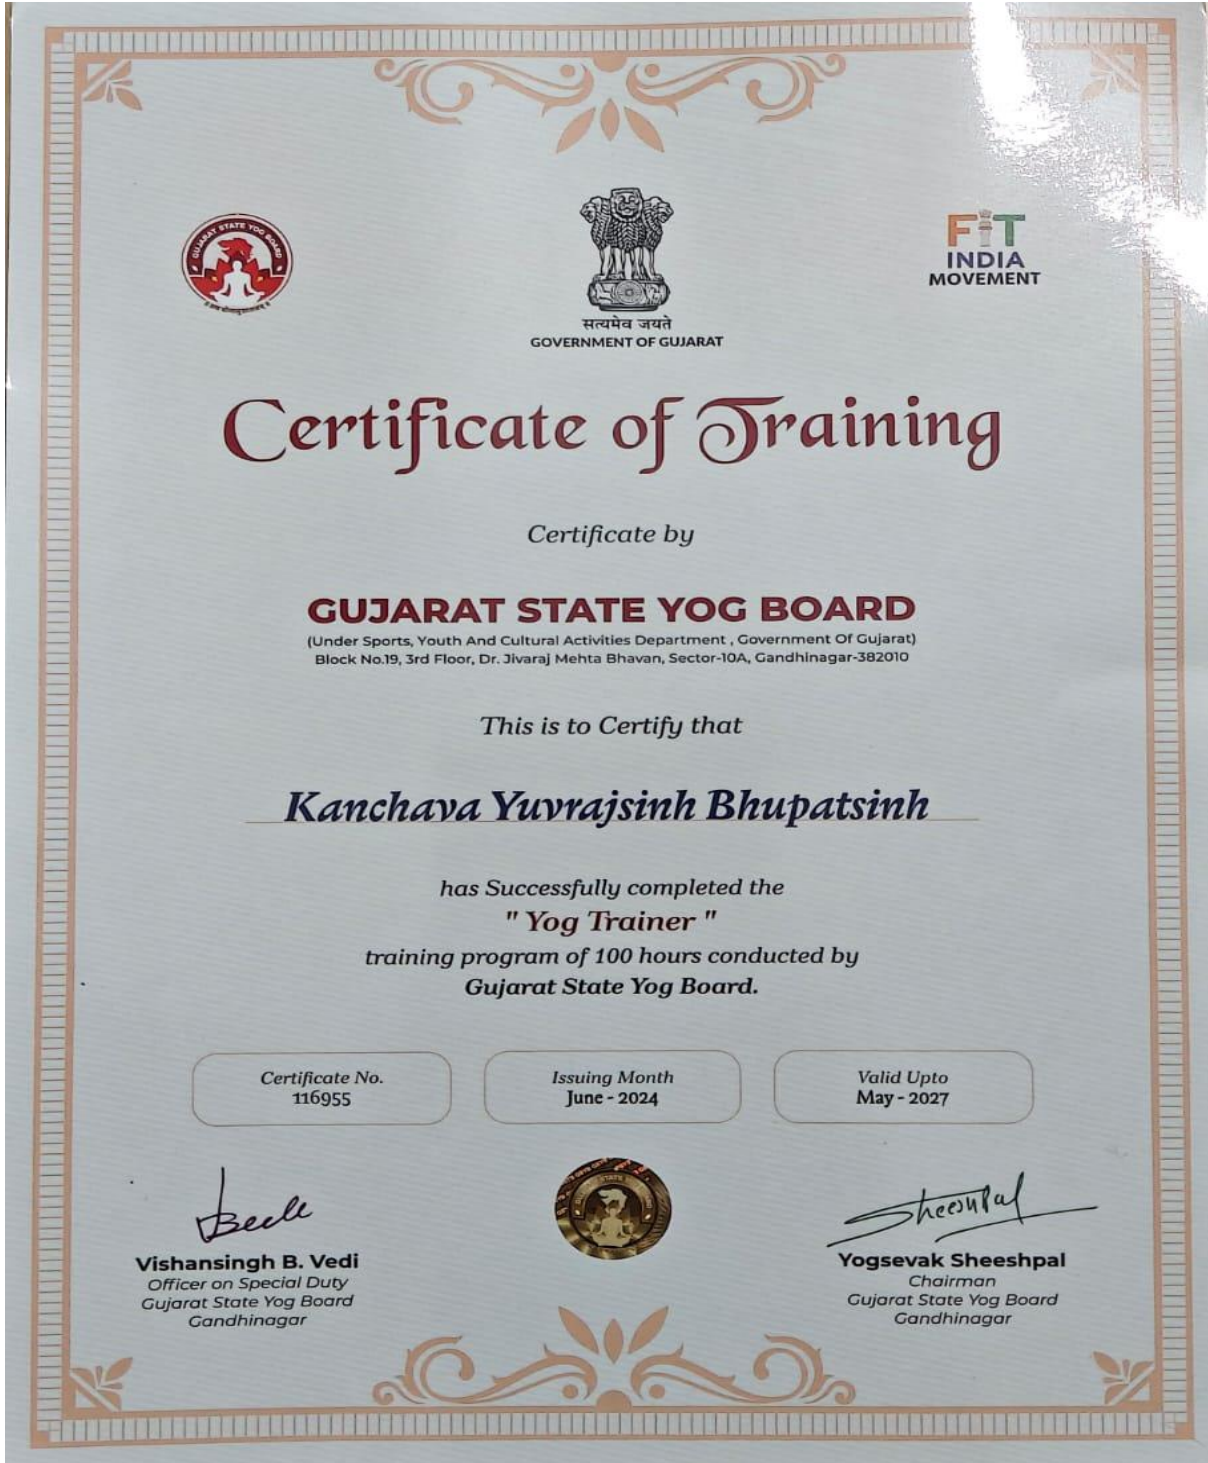 GUJARAT STATE YOG BOARD
सत्यमेव जयते
GOVERNMENT OF GUJARAT
FIT
INDIA
MOVEMENT
Certificate of Training
Certificate by
GUJARAT STATE YOG BOARD
(Under Sports, Youth And Cultural Activities Department , Government Of Gujarat)
Block No.19, 3rd Floor, Dr. Jivaraj Mehta Bhavan, Sector-10A, Gandhinagar-382010
This is to Certify that
Kanchava Yuvrajsinh Bhupatsinh
has Successfully completed the
" Yog Trainer "
training program of 100 hours conducted by
Gujarat State Yog Board.
Certificate No.
116955
Issuing Month
June - 2024
Valid Upto
May - 2027
Sheeshpal
Vishansingh B. Vedi
Officer on Special Duty
Gujarat State Yog Board
Gandhinagar
Yogsevak Sheeshpal
Chairman
Gujarat State Yog Board
Gandhinagar